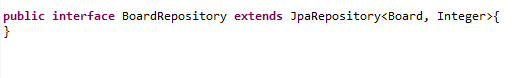 public interface BoardRepository extends JpaRepository<Board, Integer>{
}